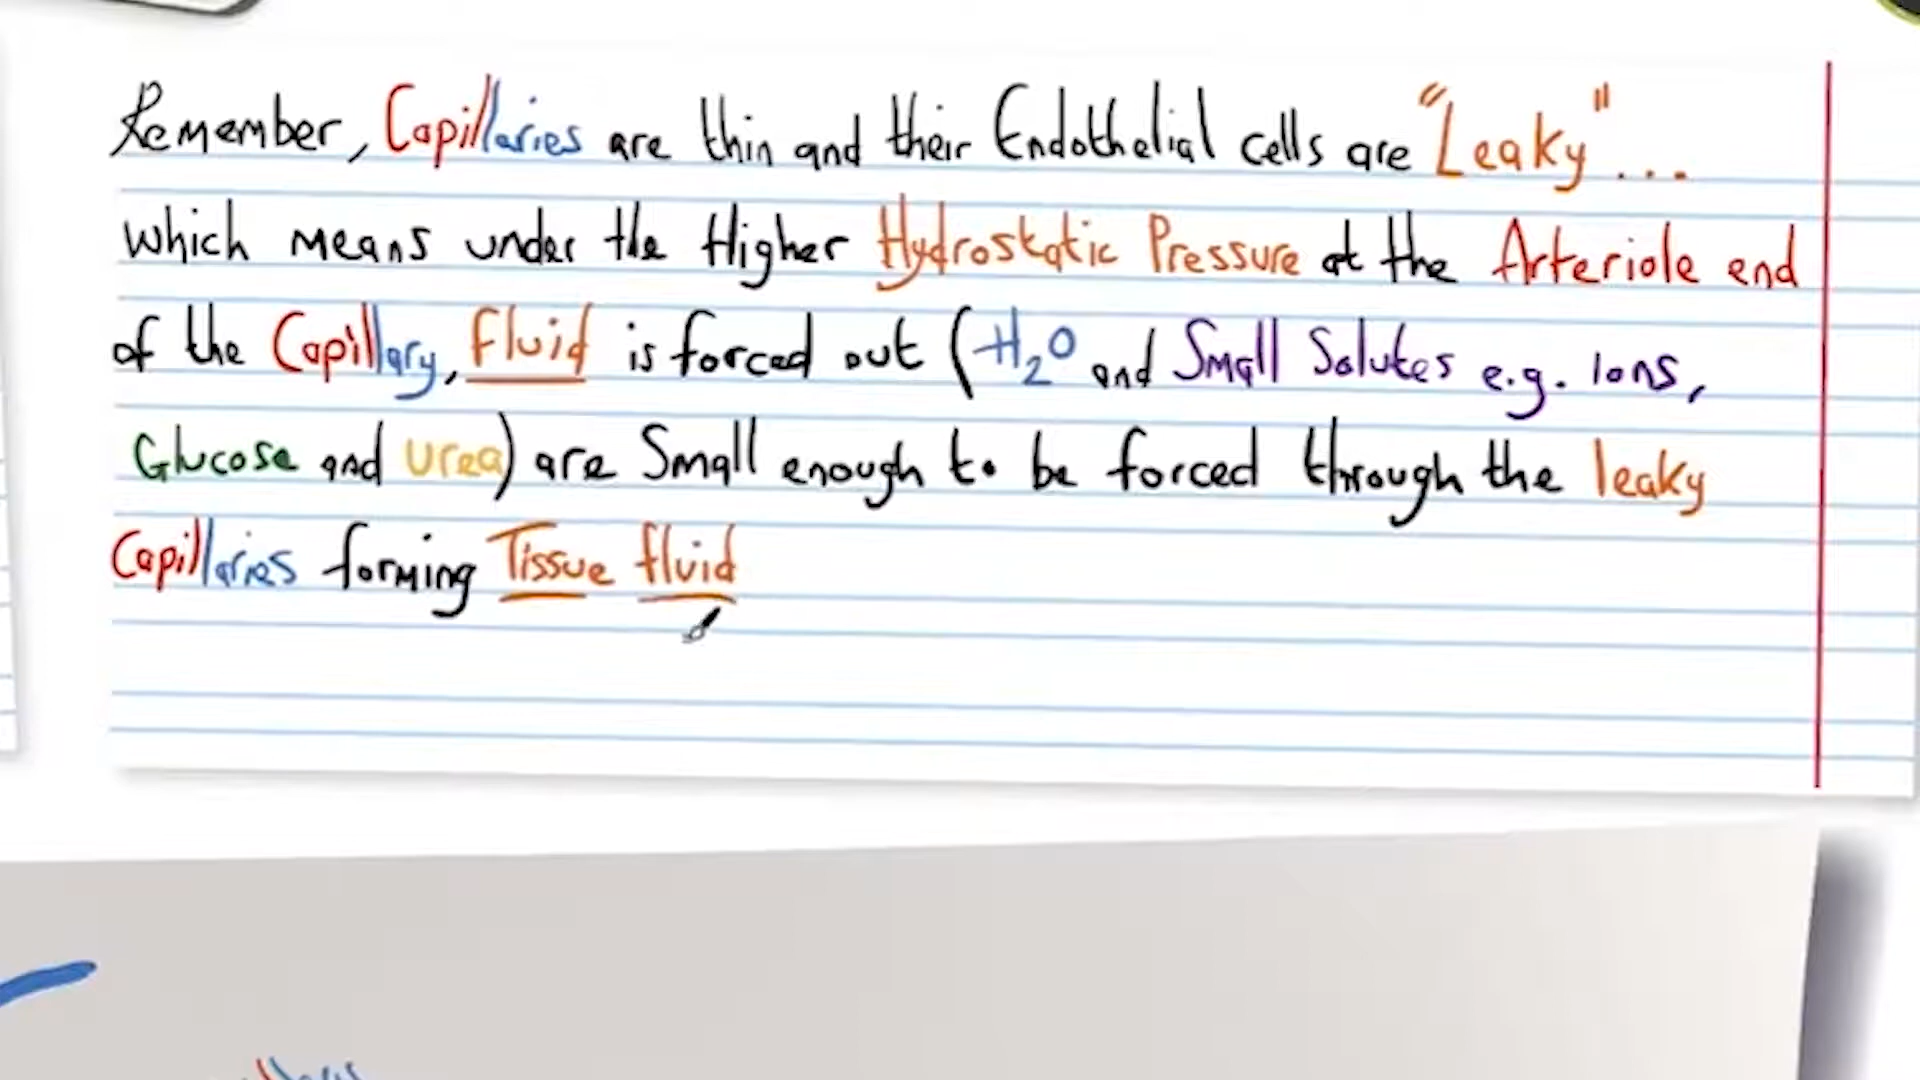 Remember, Capillaries are thin and their Endothelial cells are "Leaky"...
which means under the Higher Hydrostatic Pressure at the Arteriole end
of the Capillary, fluid is forced out (H₂O and Small Solutes e.g. Ions,
Glucose and Urea) are Small enough to be forced through the leaky
Capillaries forming Tissue fluid